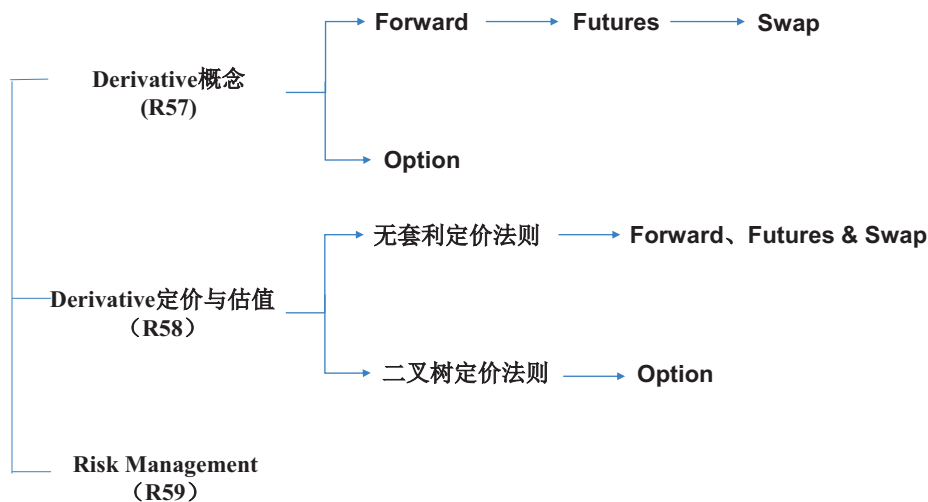 Forward
Futures
Swap
Derivative概念
(R57)
Option
无套利定价法则
Forward、Futures & Swap
Derivative定价与估值
（R58）
二叉树定价法则
Option
Risk Management
（R59）